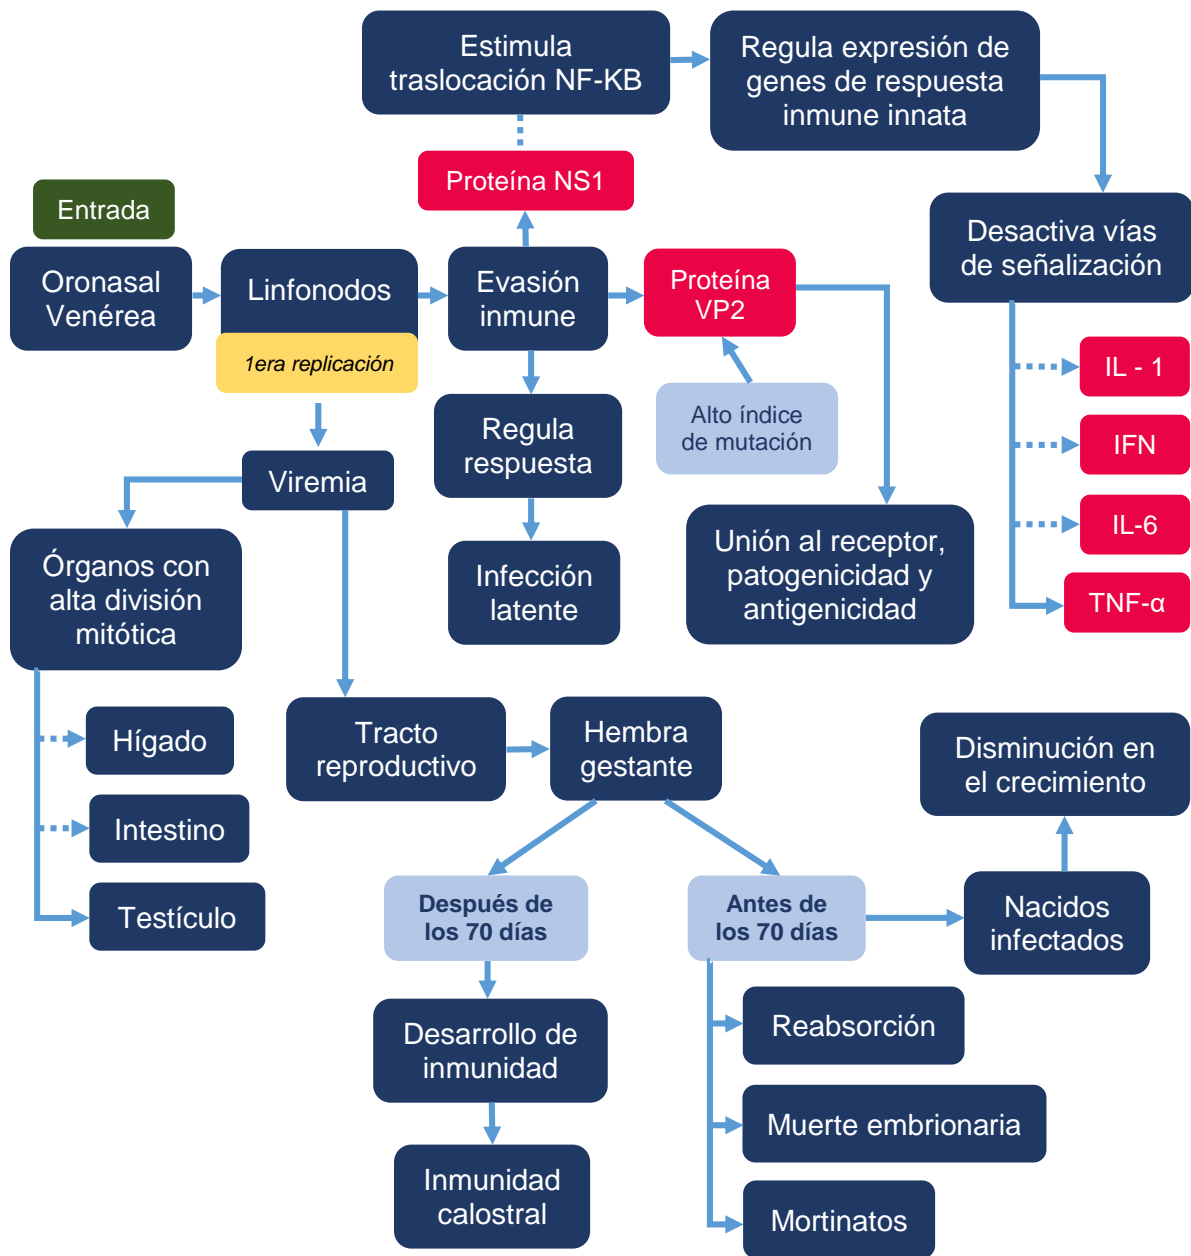 Estimula
traslocación NF-KB
Regula expresión de
genes de respuesta
inmune innata
Proteína NS1
Entrada
Oronasal
Venérea
Linfonodos
1era replicación
Evasión
inmune
Proteína
VP2
Desactiva vías
de señalización
IL - 1
IFN
IL-6
TNF-α
Alto índice
de mutación
Regula
respuesta
Viremia
Infección
latente
Unión al receptor,
patogenicidad y
antigenicidad
Órganos con
alta división
mitótica
Hígado
Intestino
Testículo
Tracto
reproductivo
Hembra
gestante
Disminución en
el crecimiento
Después de
los 70 días
Antes de
los 70 días
Nacidos
infectados
Desarrollo de
inmunidad
Inmunidad
calostral
Reabsorción
Muerte embrionaria
Mortinatos